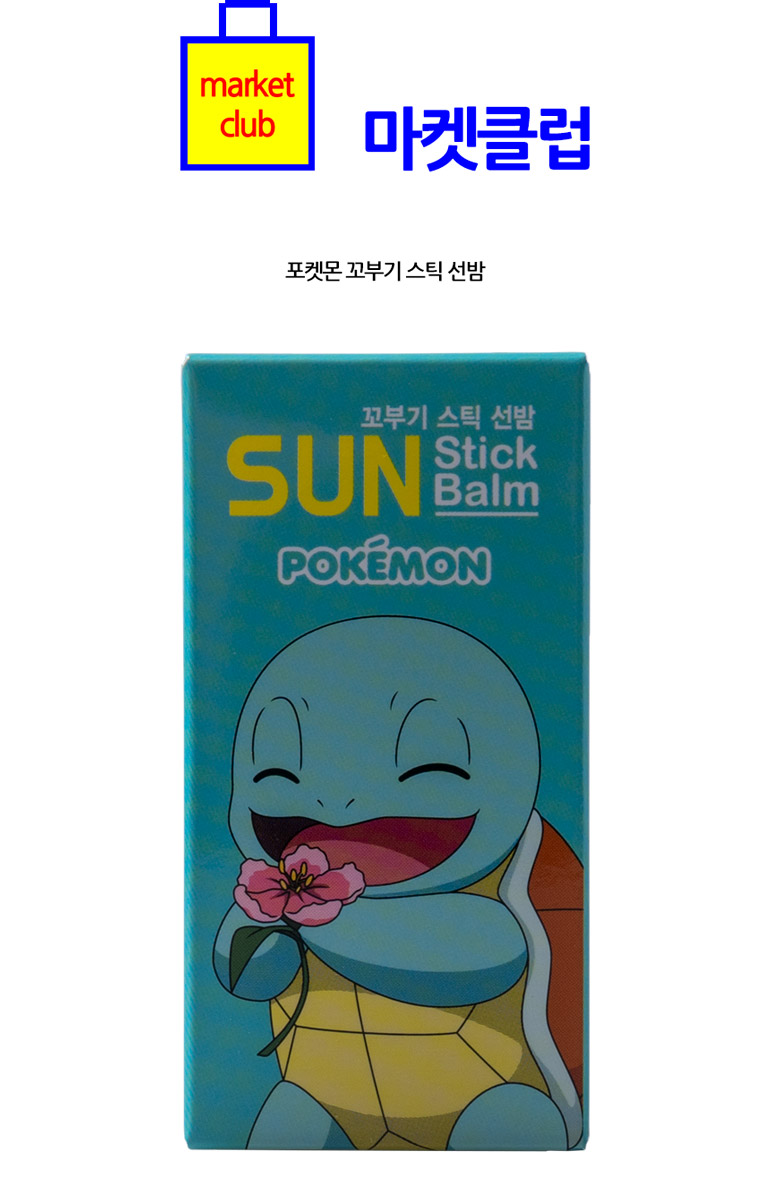 market
club
마켓클럽
포켓몬 꼬부기 스틱 선밤
꼬부기 스틱 선밤
SUN Stick
Balm
POKÉMON